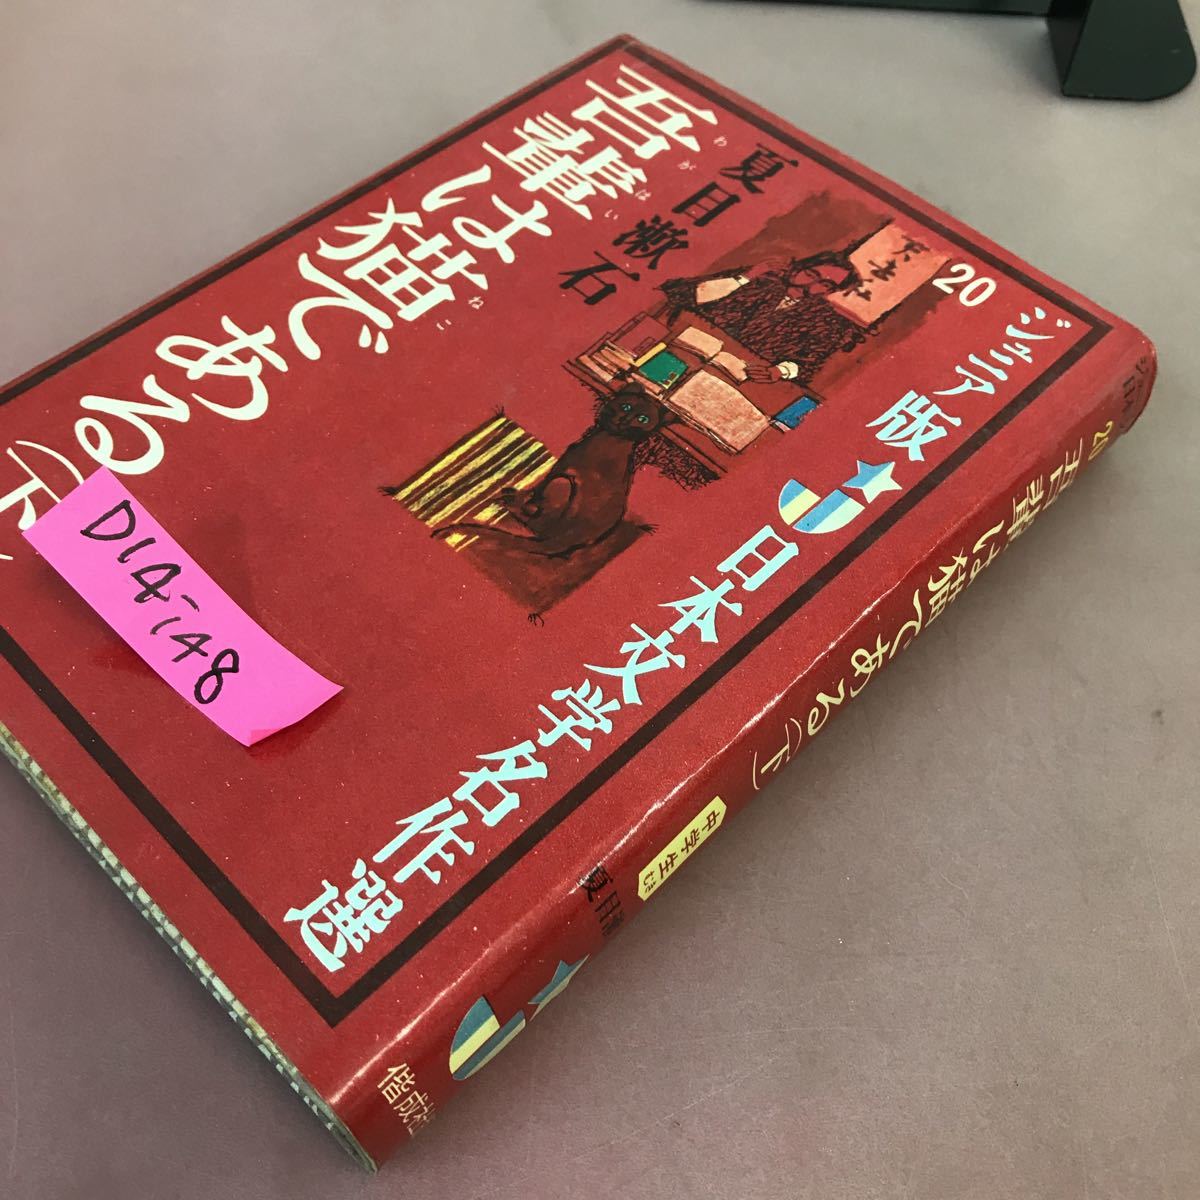 20
ジュニア版
日本文学名作選
夏目漱石
吾輩は猫である(下)
わがはい
ねこ
D14-148
20
吾輩は猫である(下)
中学生向き
夏目漱
偕成社